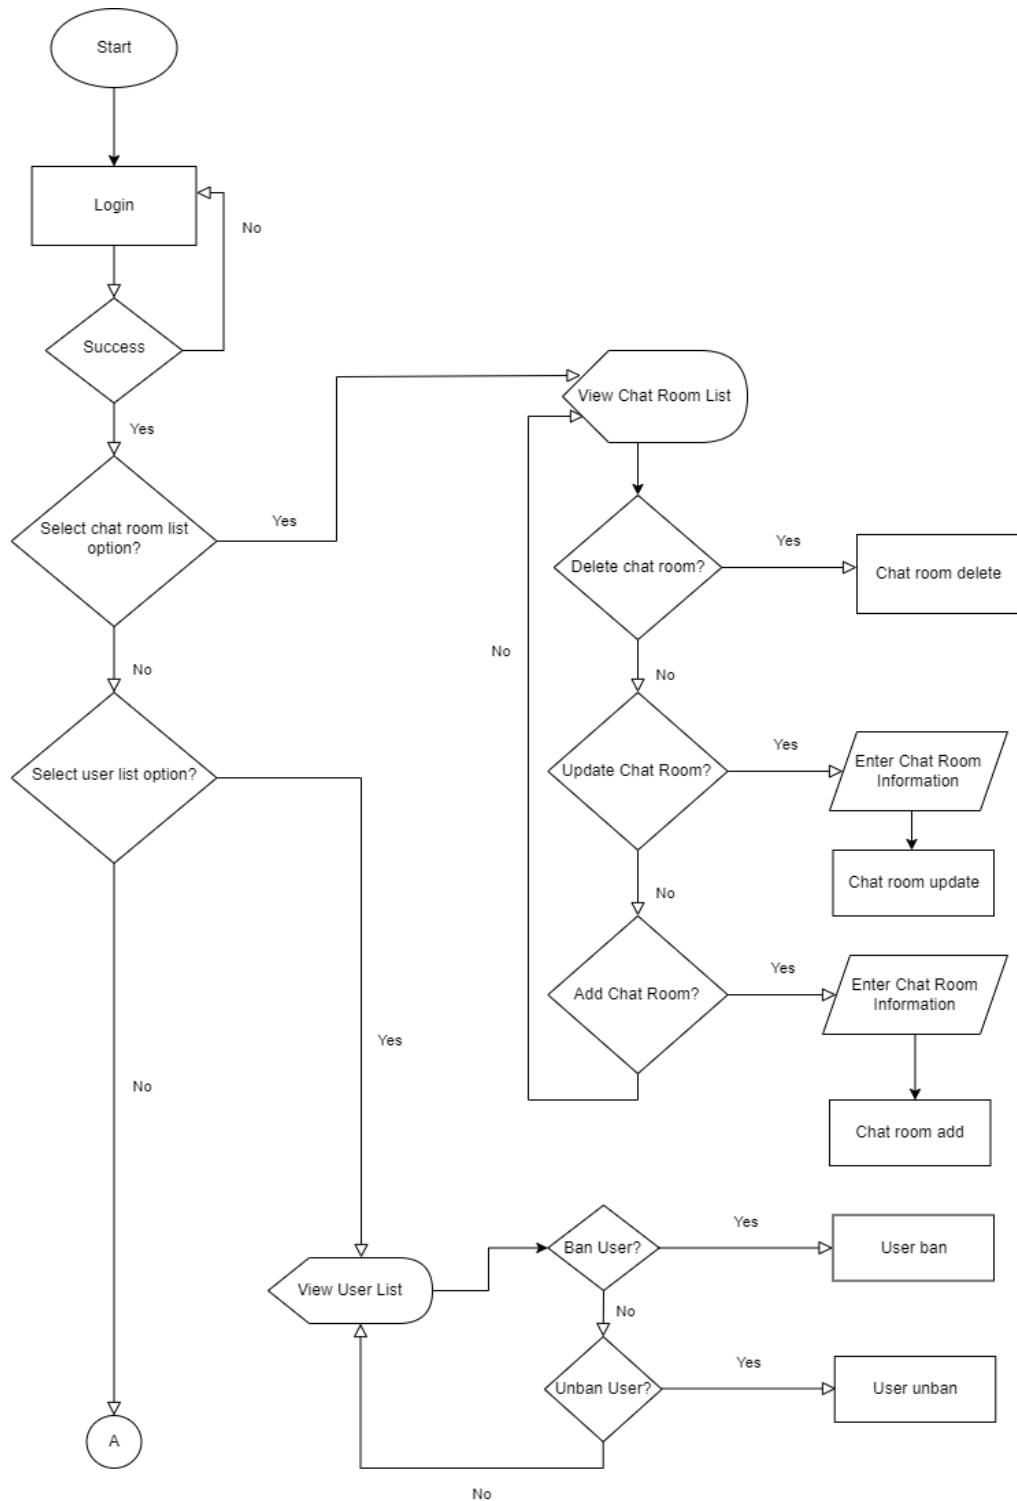 Start
Login
No
Success
Yes
View Chat Room List
Select chat room list
option?
Yes
Delete chat room?
Yes
Chat room delete
No
No
No
Select user list option?
Update Chat Room?
Yes
Enter Chat Room
Information
Chat room update
No
Add Chat Room?
Yes
Enter Chat Room
Information
Yes
No
Chat room add
View User List
Ban User?
Yes
User ban
No
Unban User?
Yes
User unban
A
No